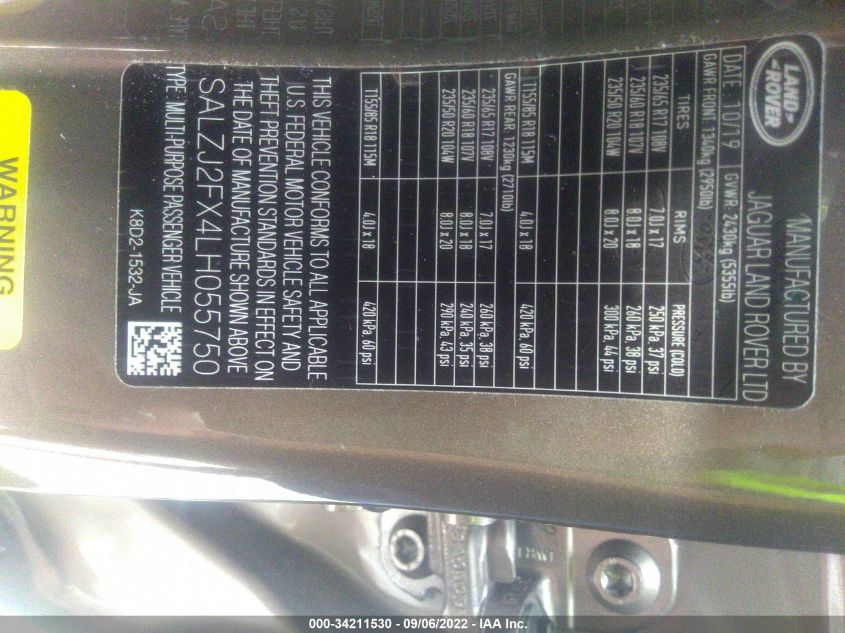 LAND
ROVER
MANUFACTURED BY
JAGUAR LAND ROVER LTD
DATE: 10/19 GVWR: 2430kg (5355lb)
GAWR FRONT: 1340kg (2950lb)
TIRES RIMS PRESSURE (COLD)
235/65 R17 108V 7.0J x 17 250 kPa, 37 psi
235/60 R18 107V 8.0J x 18 260 kPa, 38 psi
235/50 R20 104W 8.0J x 20 300 kPa, 44 psi
T155/85 R18 115M 4.0J x 18 420 kPa, 60 psi
GAWR REAR: 1230kg (2710lb)
235/65 R17 108V 7.0J x 17 260 kPa, 38 psi
235/60 R18 107V 8.0J x 18 240 kPa, 35 psi
235/50 R20 104W 8.0J x 20 290 kPa, 43 psi
T155/85 R18 115M 4.0J x 18 420 kPa, 60 psi
THIS VEHICLE CONFORMS TO ALL APPLICABLE
U.S. FEDERAL MOTOR VEHICLE SAFETY AND
THEFT PREVENTION STANDARDS IN EFFECT ON
THE DATE OF MANUFACTURE SHOWN ABOVE
SALZJ2FX4LH055750
TYPE: MULTI-PURPOSE PASSENGER VEHICLE
K8D2-1532-JA
WARNING
000-34211530 - 09/06/2022 - IAA Inc.